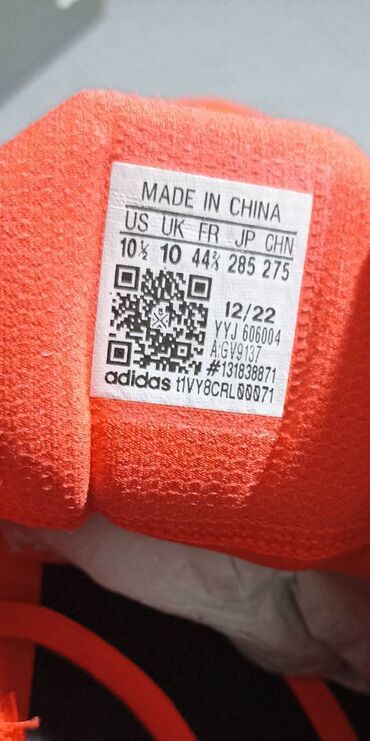 MADE IN CHINA
US UK FR JP CHN
10½ 10 44⅔ 285 275
12/22
YYJ 606004
A:GV9137
#131838871
adidas t1VY8CRL00071